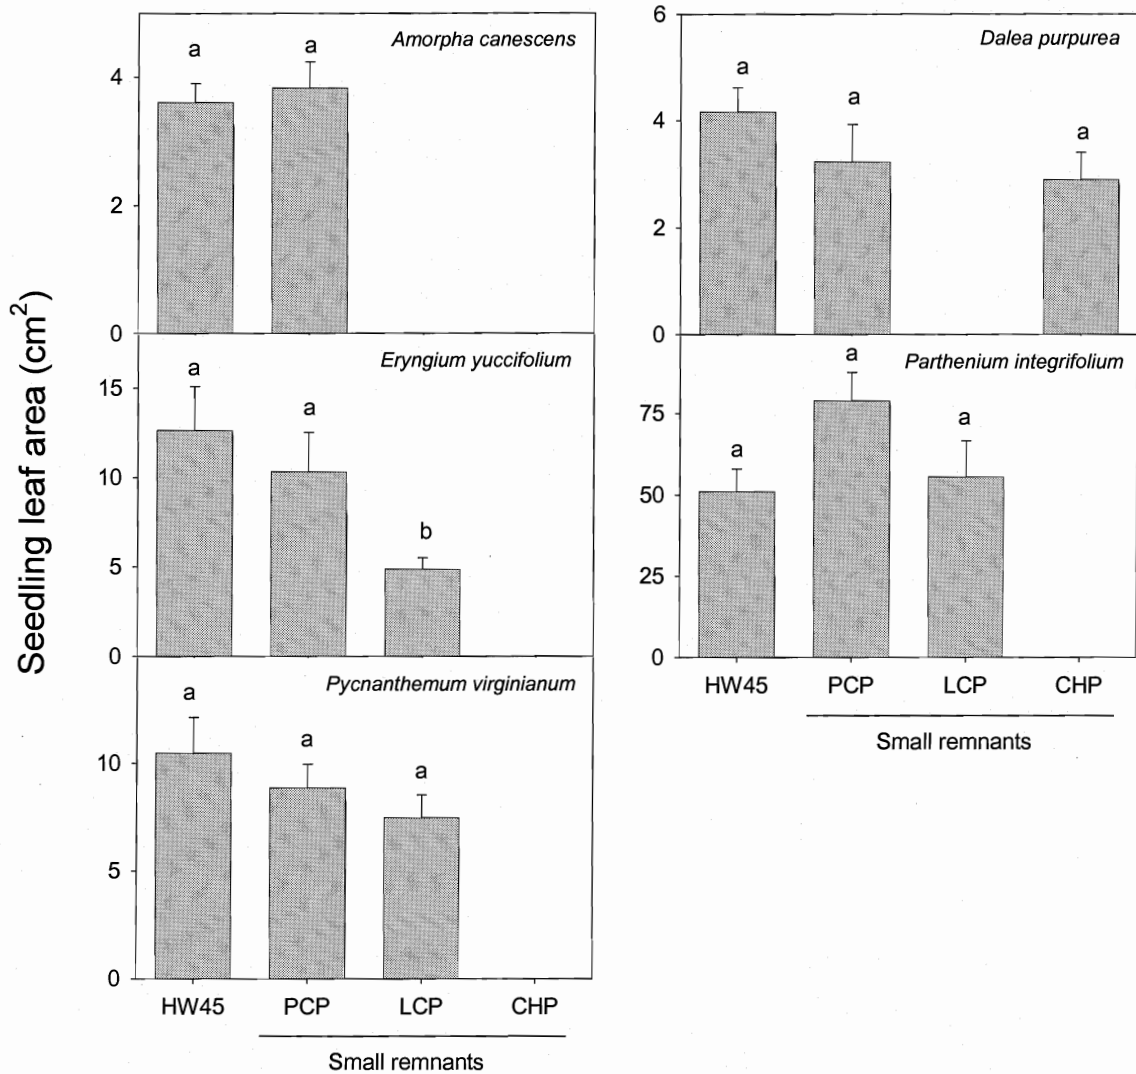 Seedling leaf area (cm²)
Amorpha canescens
a
a
4
2
0
Eryngium yuccifolium
a
a
b
15
10
5
0
Pycnanthemum virginianum
a
a
a
10
5
0
HW45 PCP LCP CHP
Small remnants
Dalea purpurea
a
a
a
6
4
2
0
Parthenium integrifolium
a
a
a
75
50
25
0
HW45 PCP LCP CHP
Small remnants